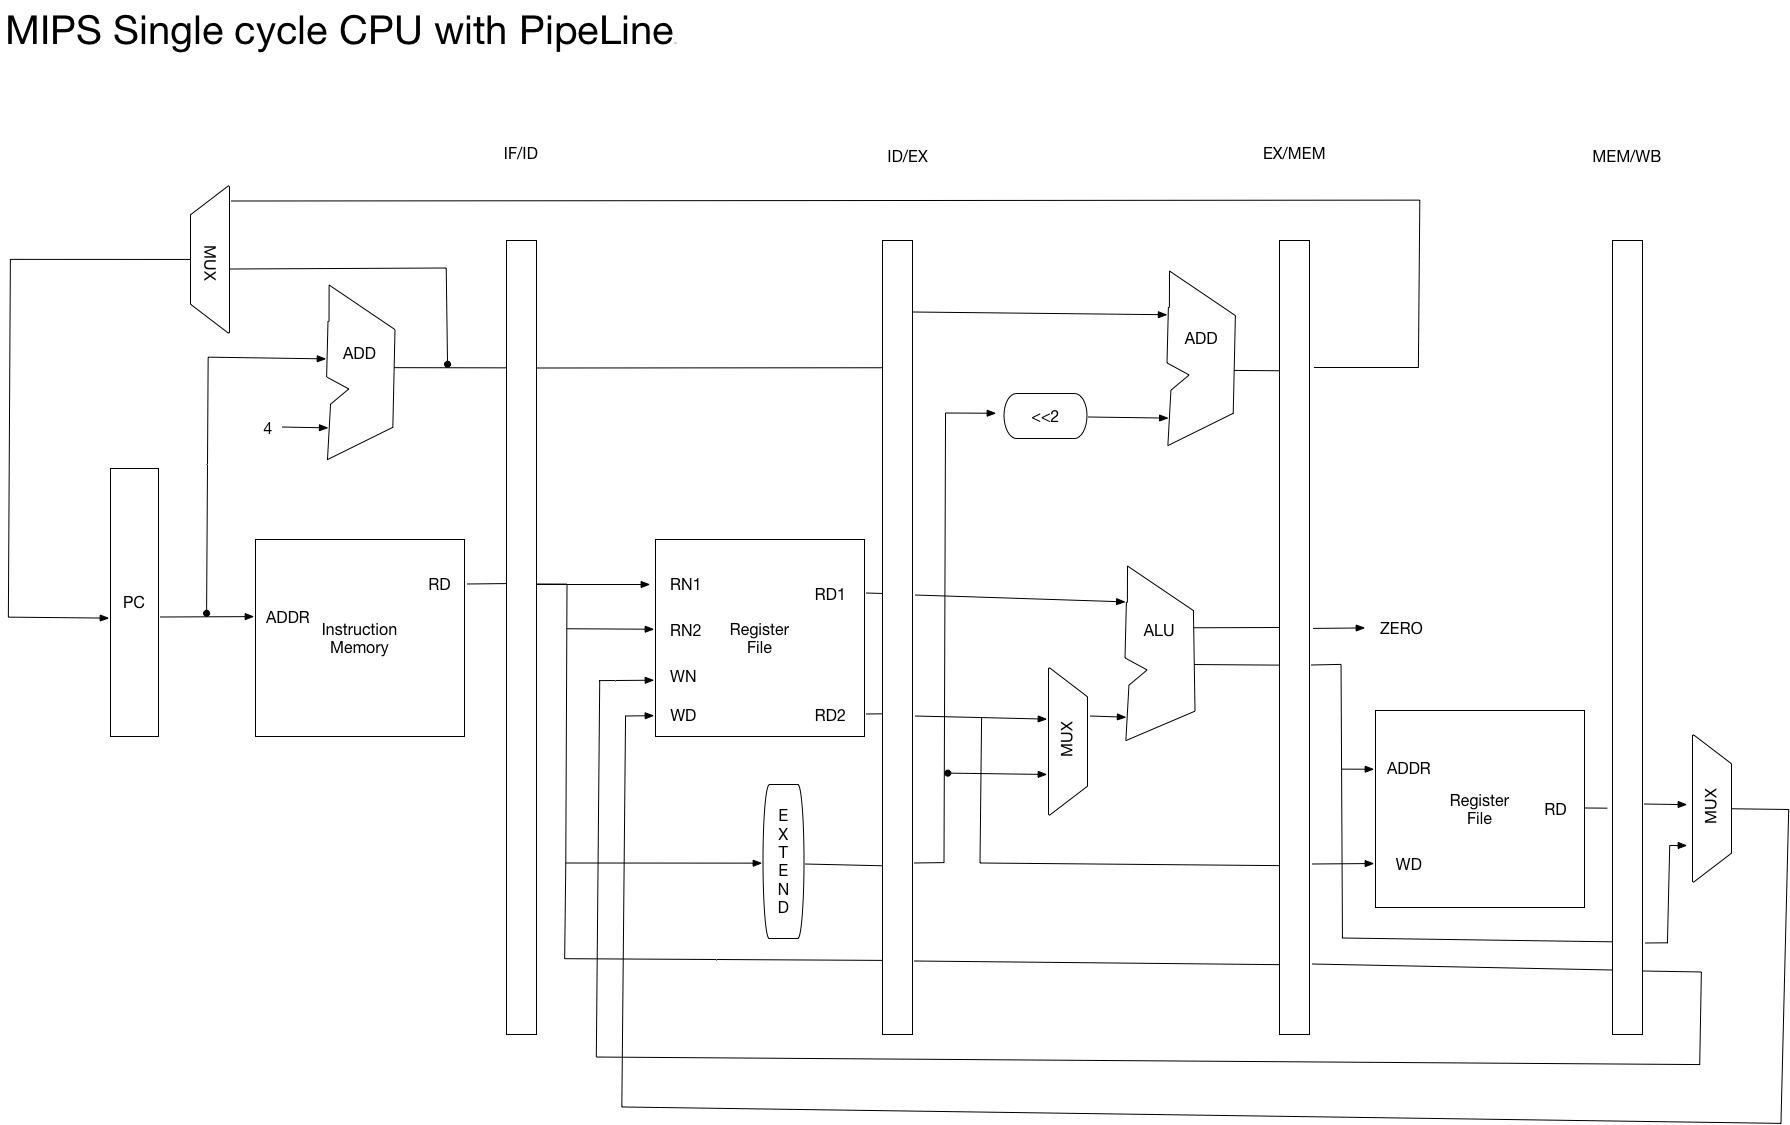 MIPS Single cycle CPU with PipeLine
IF/ID
ID/EX
EX/MEM
MEM/WB
MUX
ADD
4
ADD
<<2
PC
RD
ADDR
Instruction
Memory
RN1
RN2
WN
WD
Register
File
RD1
RD2
ALU
ZERO
MUX
E
X
T
E
N
D
ADDR
WD
Register
File
RD
MUX